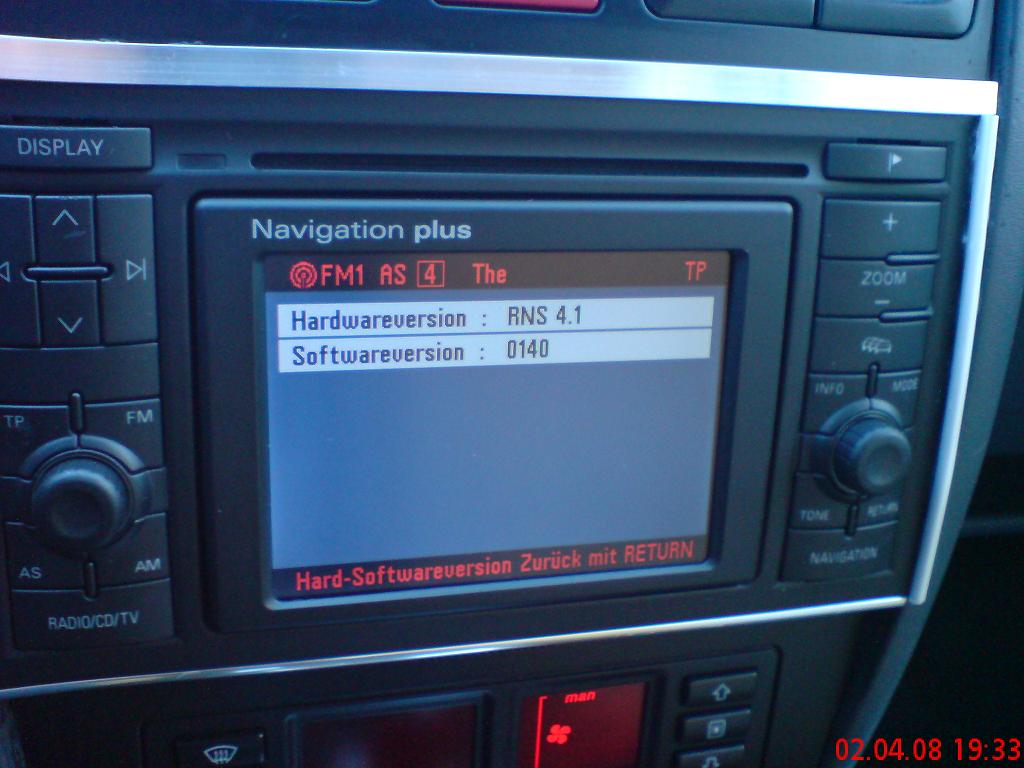 DISPLAY
Navigation plus
FM1 AS 4 The TP
Hardwareversion : RNS 4.1
Softwareversion : 0140
Hard-Softwareversion Zurück mit RETURN
TP FM
AS AM
RADIO/CD/TV
+
ZOOM
−
INFO MODE
TONE RETURN
NAVIGATION
man
02.04.08 19:33